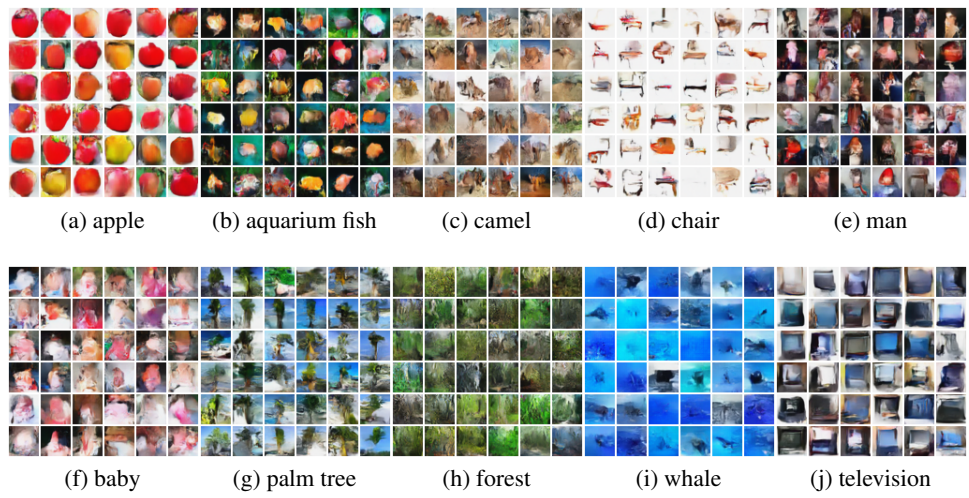 (a) apple
(b) aquarium fish
(c) camel
(d) chair
(e) man
(f) baby
(g) palm tree
(h) forest
(i) whale
(j) television